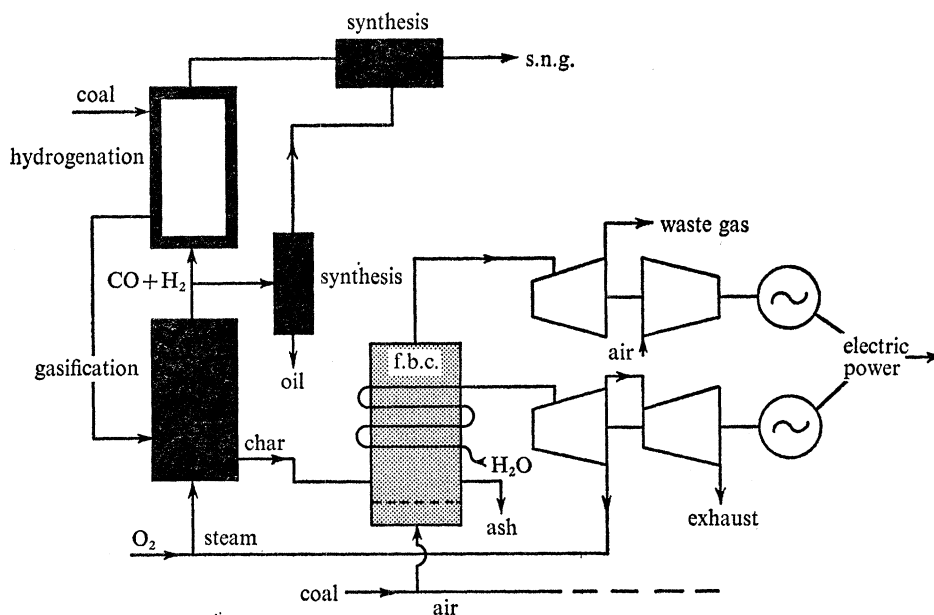 synthesis
s.n.g.
coal
hydrogenation
waste gas
CO+H₂
synthesis
gasification
oil
f.b.c.
air
electric
power
char
H₂O
ash
exhaust
O₂
steam
coal
air